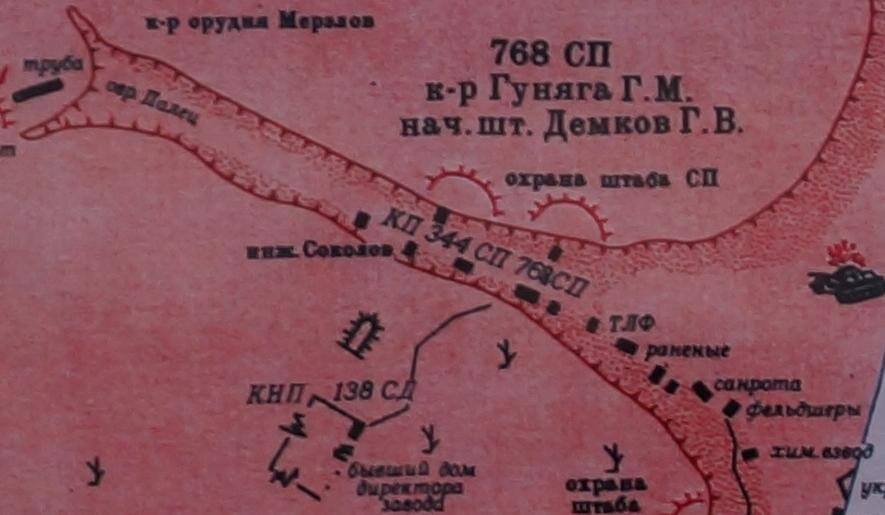 к-р орудия Мерзлов
768 СП
к-р Гуняга Г.М.
нач.шт. Демков Г.В.
труба
овр Долец
охрана штаба СП
КП 344 СП 768 СП
инж. Соколов
ТЛФ
раненые
санрота
фельдшеры
хим. взвод
КНП 138 СД
бывший дом
директора
завода
охрана
штаба